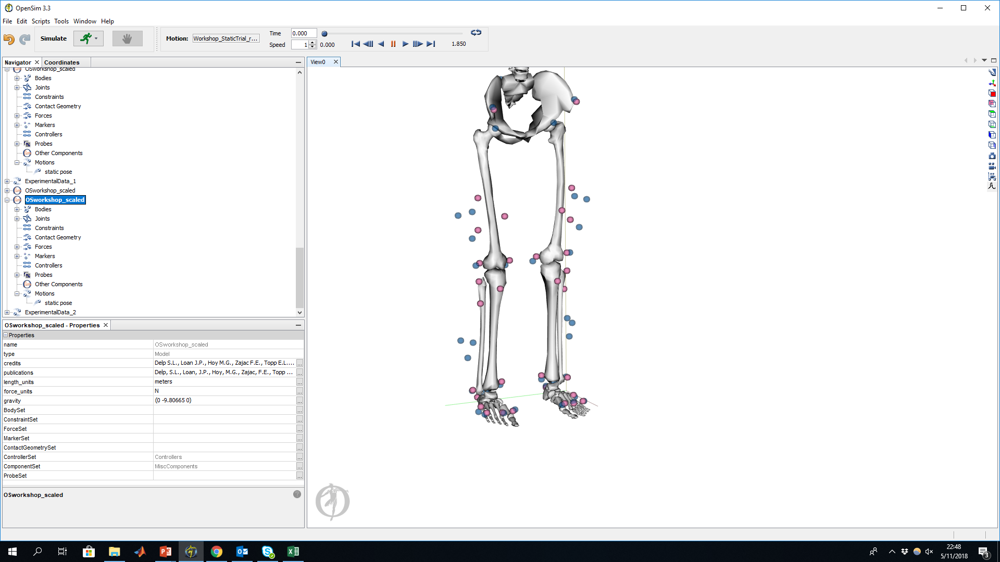 OpenSim 3.3
File Edit Scripts Tools Window Help
Simulate
Motion: Workshop_StaticTrial_r...
Time 0.000
Speed 1 0.000
1.850
Navigator Coordinates
OSworkshop_scaled
Bodies
Joints
Constraints
Contact Geometry
Forces
Markers
Controllers
Probes
Other Components
Motions
static pose
ExperimentalData_1
OSworkshop_scaled
OSworkshop_scaled
Bodies
Joints
Constraints
Contact Geometry
Forces
Markers
Controllers
Probes
Other Components
Motions
static pose
ExperimentalData_2
OSworkshop_scaled - Properties
Properties
name OSworkshop_scaled
type Model
credits Delp S.L., Loan J.P., Hoy M.G., Zajac F.E., Topp E.L....
publications Delp, S., Loan, J.P., Hoy, M.G., Zajac, F.E., Topp ...
length_units meters
force_units N
gravity (0 -9.80665 0)
BodySet
ConstraintSet
ForceSet
MarkerSet
ContactGeometrySet
ControllerSet Controllers
ComponentSet MiscComponents
ProbeSet
OSworkshop_scaled
View0
22:48
5/11/2018
3